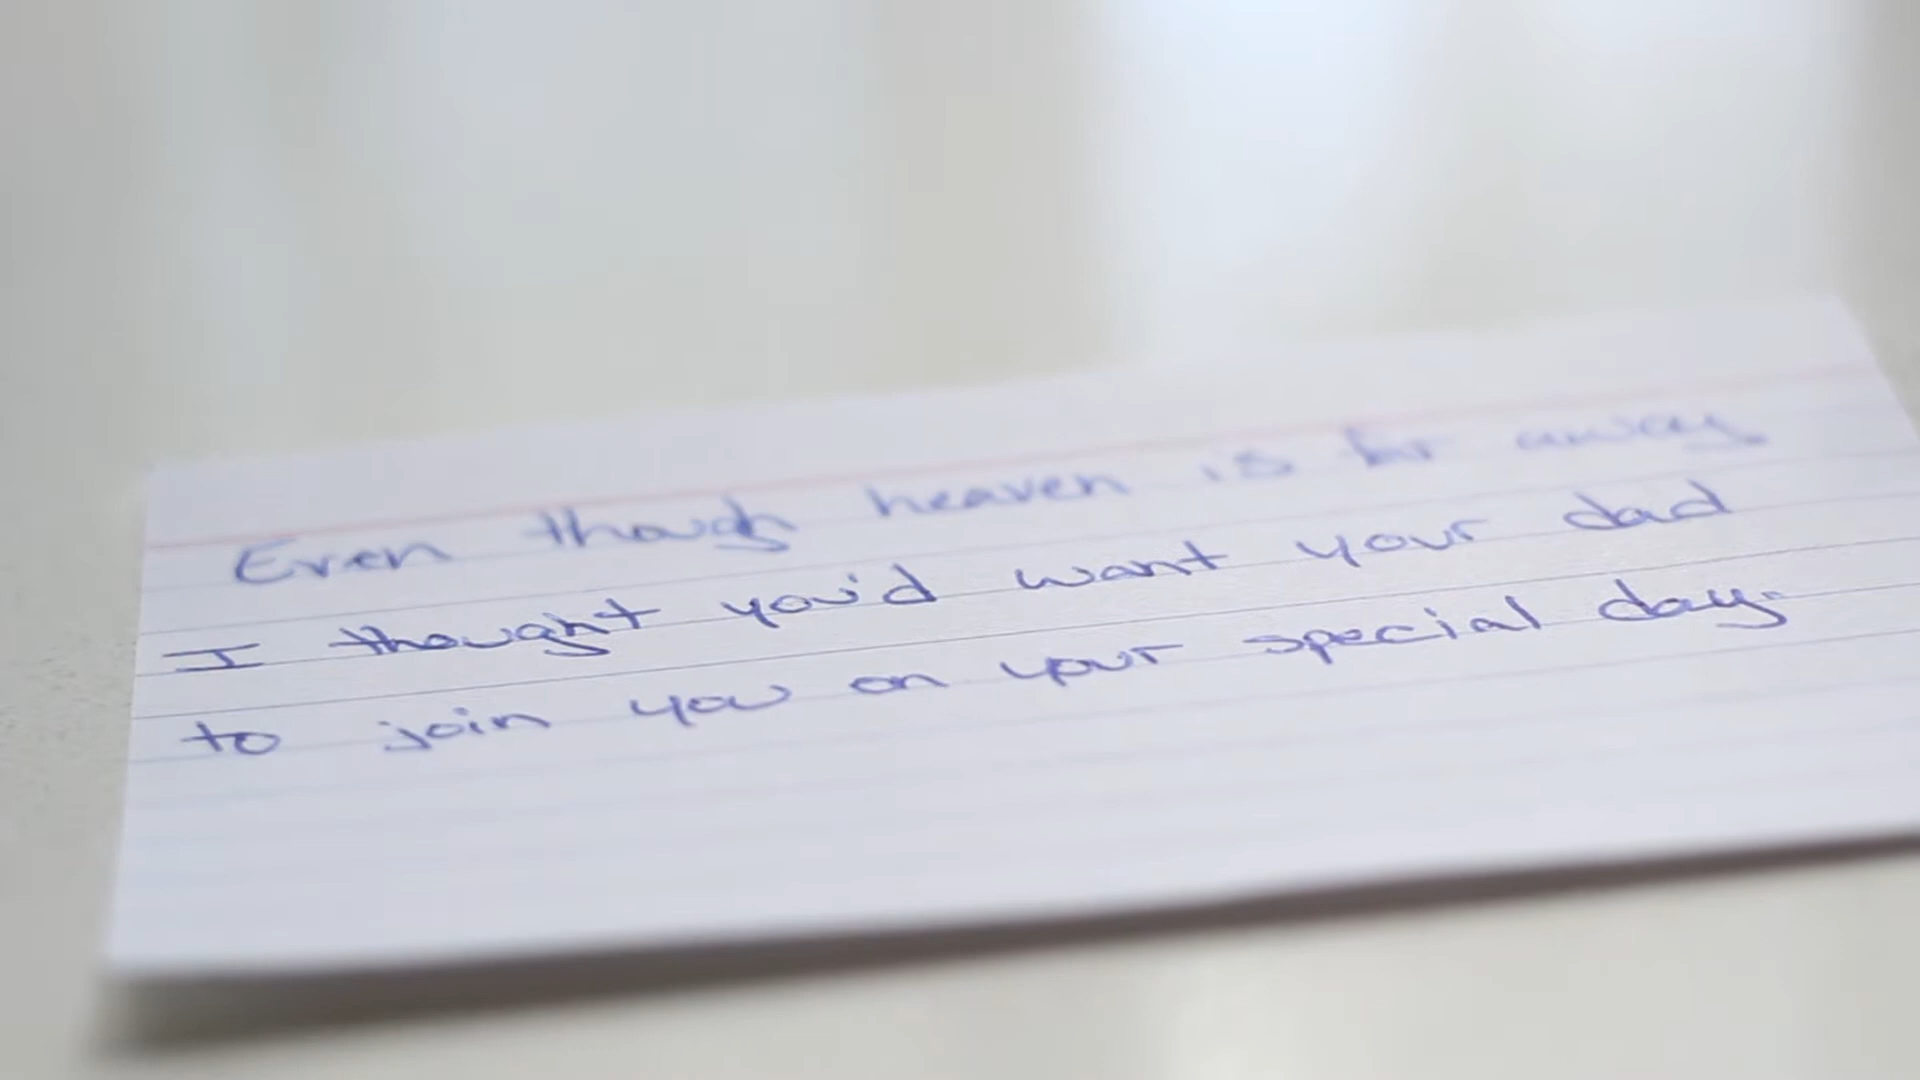 Even though heaven is far away
I thought you'd want your dad
to join you on your special day.